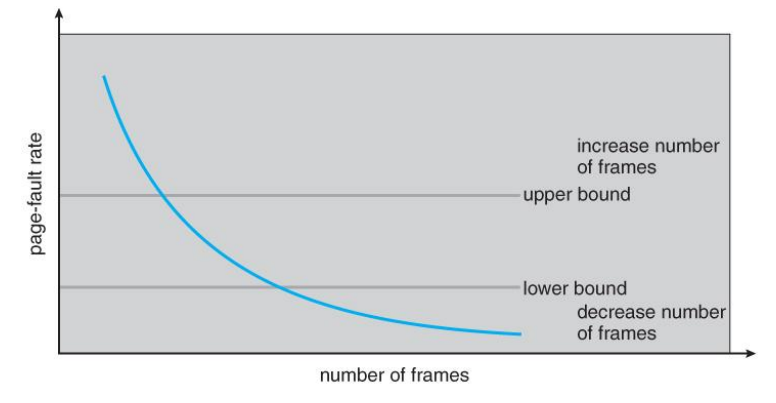 page-fault rate
increase number
of frames
upper bound
lower bound
decrease number
of frames
number of frames